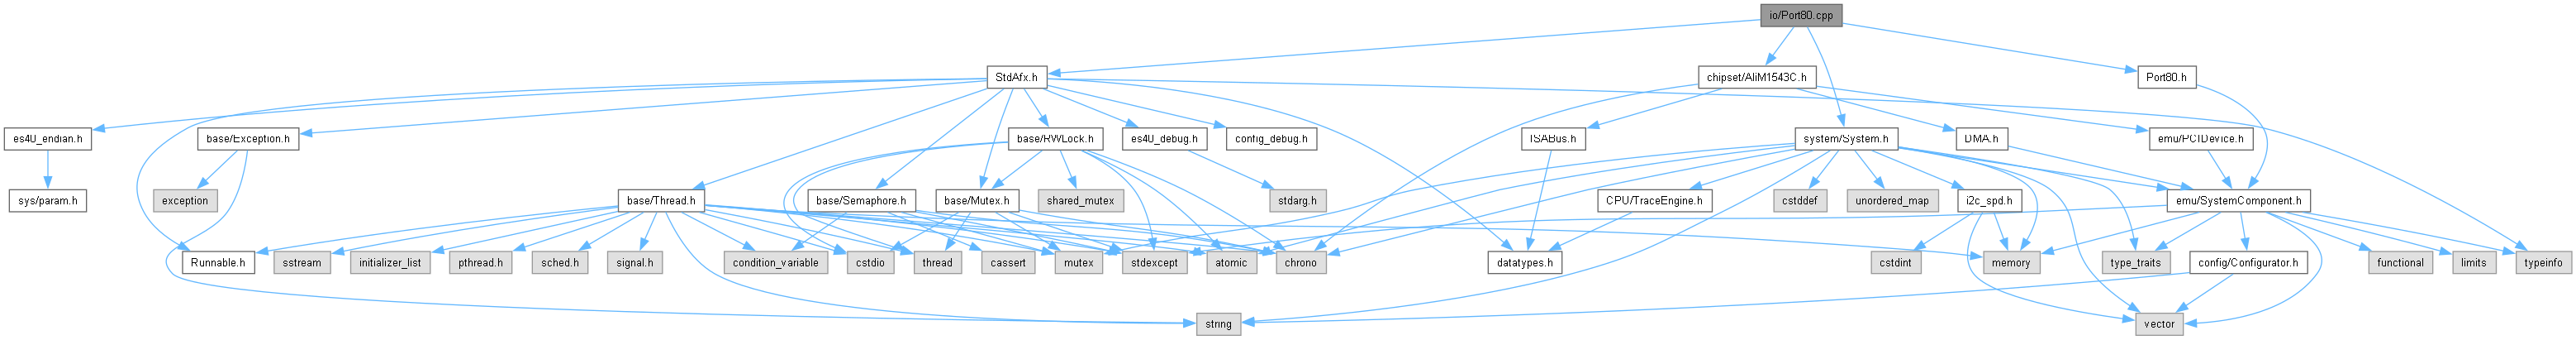 io/Port80.cpp
StdAfx.h
chipset/AliM1543C.h
Port80.h
es4U_endian.h
base/Exception.h
base/RWLock.h
es4U_debug.h
config_debug.h
ISABus.h
system/System.h
DMA.h
emu/PCIDevice.h
sys/param.h
exception
base/Thread.h
base/Semaphore.h
base/Mutex.h
shared_mutex
stdarg.h
CPU/TraceEngine.h
cstddef
unordered_map
i2c_spd.h
emu/SystemComponent.h
Runnable.h
sstream
initializer_list
pthread.h
sched.h
signal.h
condition_variable
cstdio
thread
cassert
mutex
stdexcept
atomic
chrono
datatypes.h
cstdint
memory
type_traits
config/Configurator.h
functional
limits
typeinfo
string
vector